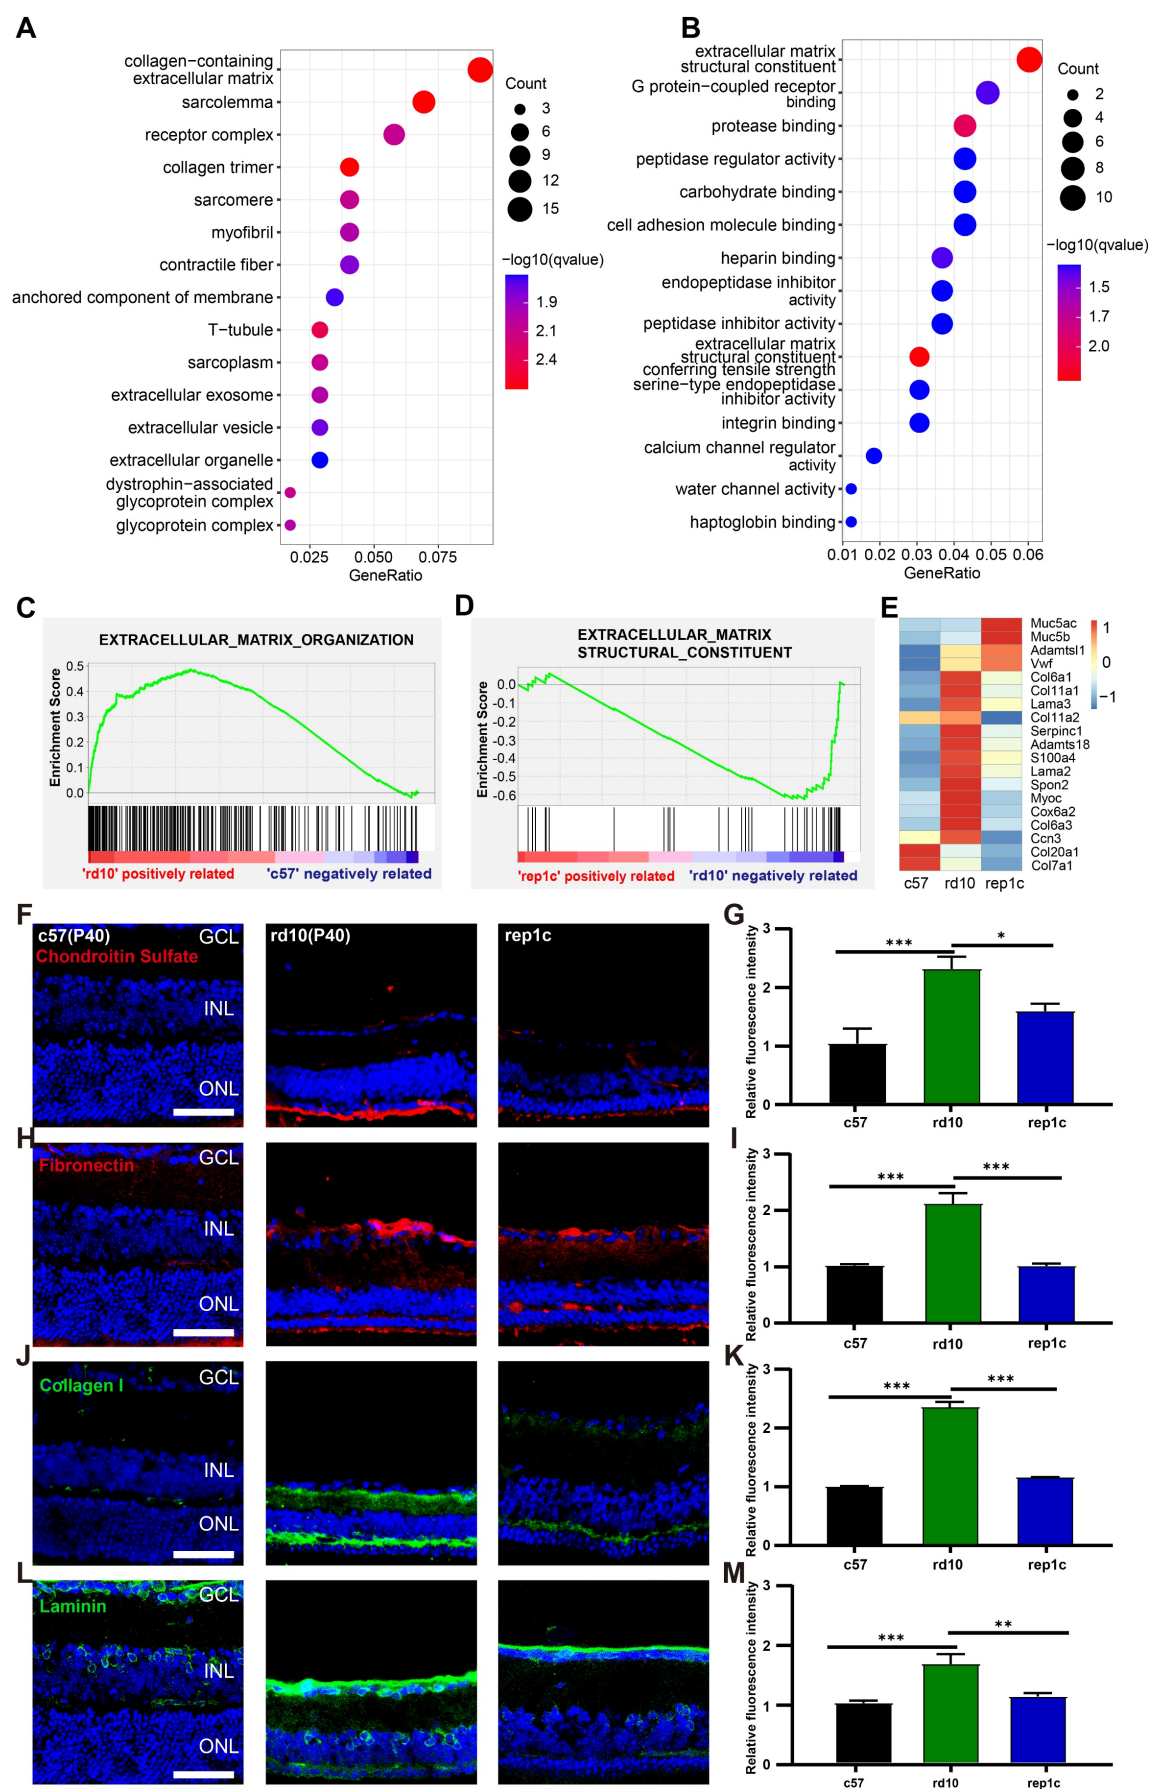 A
collagen−containing
extracellular matrix
sarcolemma
receptor complex
collagen trimer
sarcomere
myofibril
contractile fiber
anchored component of membrane
T−tubule
sarcoplasm
extracellular exosome
extracellular vesicle
extracellular organelle
dystrophin−associated
glycoprotein complex
glycoprotein complex
0.025 0.050 0.075
GeneRatio
Count
3
6
9
12
15
−log10(qvalue)
1.9
2.1
2.4
B
extracellular matrix
structural constituent
G protein−coupled receptor
binding
protease binding
peptidase regulator activity
carbohydrate binding
cell adhesion molecule binding
heparin binding
endopeptidase inhibitor
activity
peptidase inhibitor activity
extracellular matrix
structural constituent
conferring tensile strength
serine−type endopeptidase
inhibitor activity
integrin binding
calcium channel regulator
activity
water channel activity
haptoglobin binding
0.01 0.02 0.03 0.04 0.05 0.06
GeneRatio
Count
2
4
6
8
10
−log10(qvalue)
1.5
1.7
2.0
C
EXTRACELLULAR_MATRIX_ORGANIZATION
Enrichment Score
0.5
0.4
0.3
0.2
0.1
0.0
'rd10' positively related
'c57' negatively related
D
EXTRACELLULAR_MATRIX
STRUCTURAL_CONSTITUENT
Enrichment Score
0.0
-0.1
-0.2
-0.3
-0.4
-0.5
-0.6
'rep1c' positively related
'rd10' negatively related
E
Muc5ac
Muc5b
Adamtsl1
Vwf
Col6a1
Col11a1
Lama3
Col11a2
Serpinc1
Adamts18
S100a4
Lama2
Spon2
Myoc
Cox6a2
Col6a3
Ccn3
Col20a1
Col7a1
c57 rd10 rep1c
1
0
−1
F
c57(P40)
Chondroitin Sulfate
GCL
INL
ONL
rd10(P40)
rep1c
G
Relative fluorescence intensity
3
2
1
0
***
*
c57 rd10 rep1c
H
Fibronectin
GCL
INL
ONL
I
Relative fluorescence intensity
3
2
1
0
***
***
c57 rd10 rep1c
J
Collagen I
GCL
INL
ONL
K
Relative fluorescence intensity
3
2
1
0
***
***
c57 rd10 rep1c
L
Laminin
GCL
INL
ONL
M
Relative fluorescence intensity
3
2
1
0
***
**
c57 rd10 rep1c